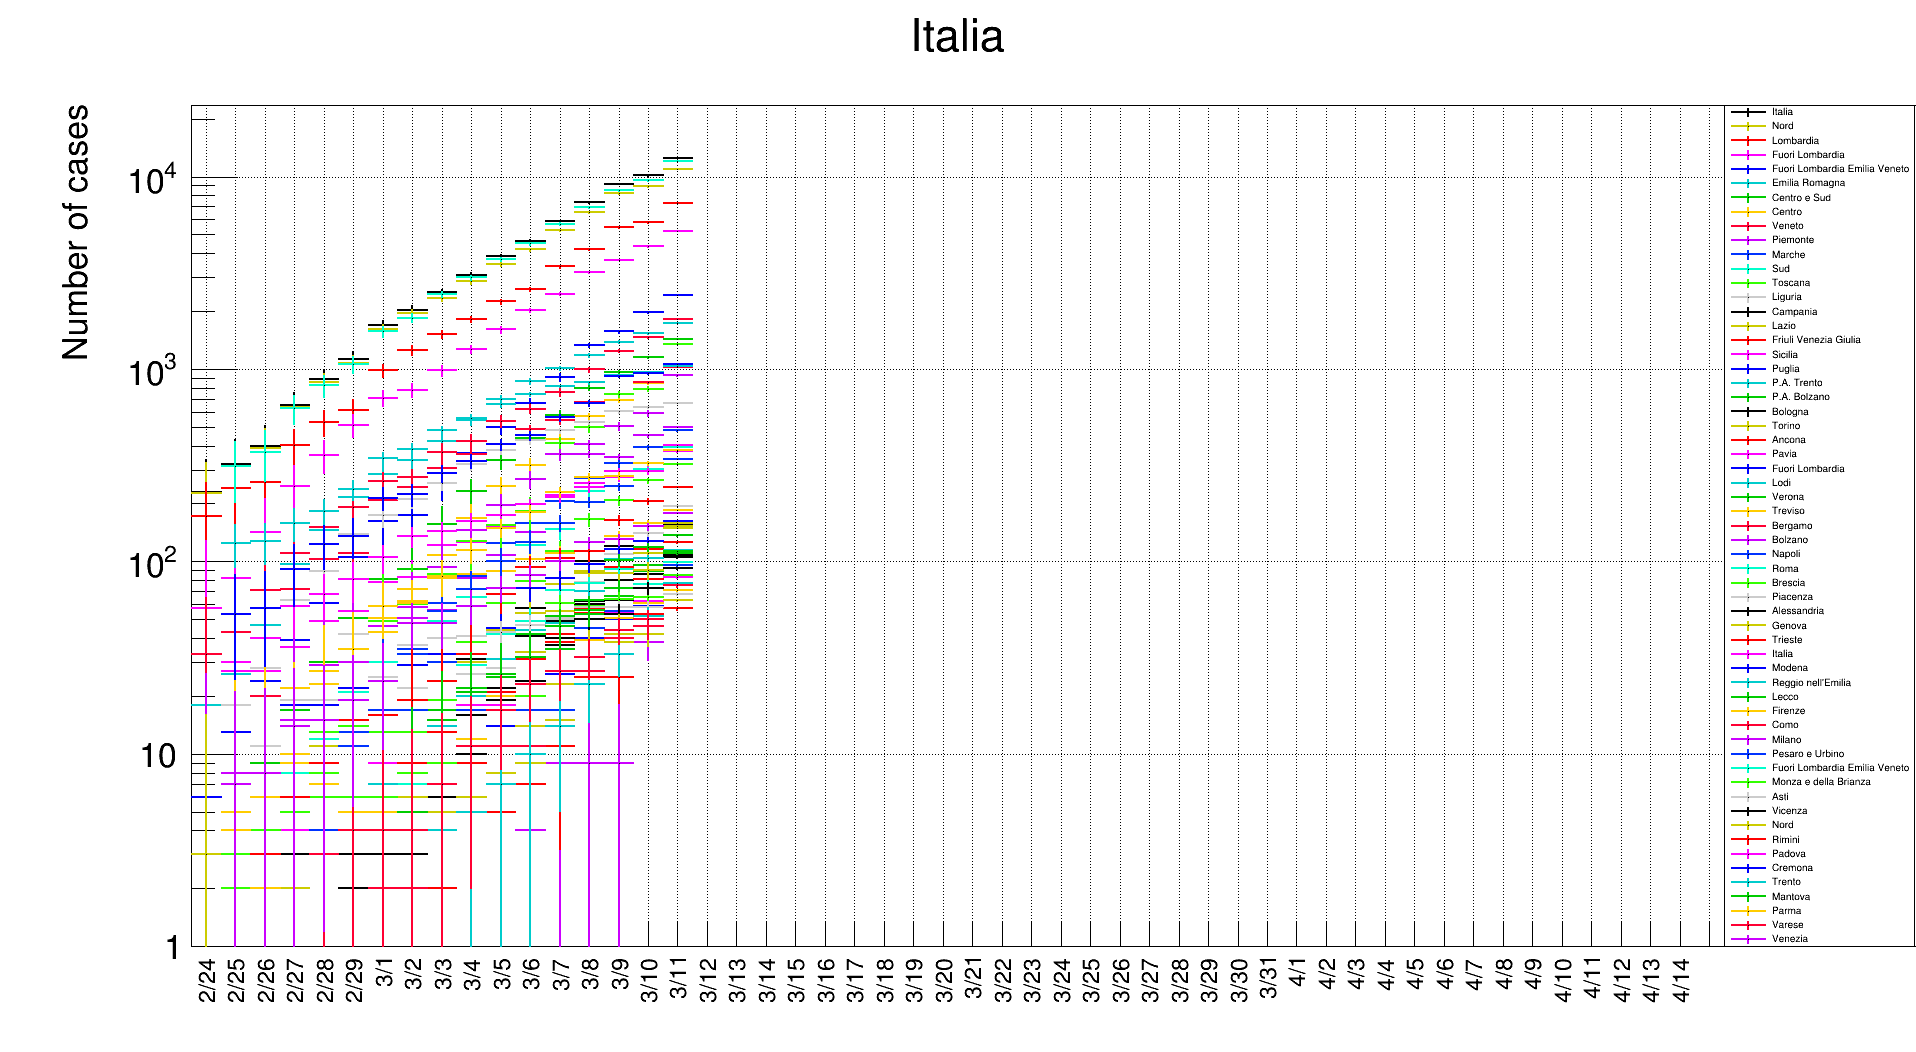 Italia
Number of cases
10^4
10^3
10^2
10
1
2/24
2/25
2/26
2/27
2/28
2/29
3/1
3/2
3/3
3/4
3/5
3/6
3/7
3/8
3/9
3/10
3/11
3/12
3/13
3/14
3/15
3/16
3/17
3/18
3/19
3/20
3/21
3/22
3/23
3/24
3/25
3/26
3/27
3/28
3/29
3/30
3/31
4/1
4/2
4/3
4/4
4/5
4/6
4/7
4/8
4/9
4/10
4/11
4/12
4/13
4/14
Italia
Nord
Lombardia
Fuori Lombardia
Fuori Lombardia Emilia Veneto
Emilia Romagna
Centro e Sud
Centro
Veneto
Piemonte
Marche
Sud
Toscana
Liguria
Campania
Lazio
Friuli Venezia Giulia
Sicilia
Puglia
P.A. Trento
P.A. Bolzano
Bologna
Torino
Ancona
Pavia
Fuori Lombardia
Lodi
Verona
Treviso
Bergamo
Bolzano
Napoli
Roma
Brescia
Piacenza
Alessandria
Genova
Trieste
Italia
Modena
Reggio nell'Emilia
Lecco
Firenze
Como
Milano
Pesaro e Urbino
Fuori Lombardia Emilia Veneto
Monza e della Brianza
Asti
Vicenza
Nord
Rimini
Padova
Cremona
Trento
Mantova
Parma
Varese
Venezia